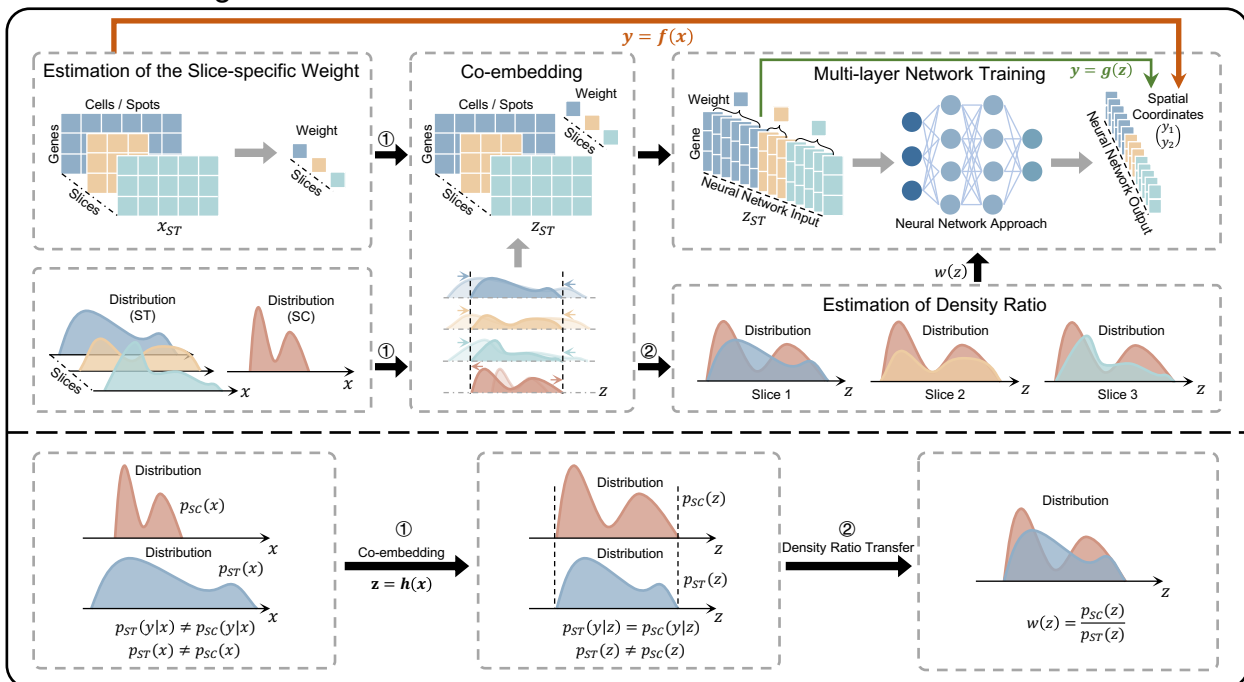 y = f(x)
Estimation of the Slice-specific Weight
Cells / Spots
Genes
Slices
Weight
x_ST
①
Co-embedding
Cells / Spots
Weight
Genes
Slices
Slices
z_ST
Multi-layer Network Training
y = g(z)
Weight
Gene
Neural Network Input
z_ST
Neural Network Approach
Neural Network Output
Spatial
Coordinates
(y₁
y₂)
Distribution
(ST)
Slices
x
Distribution
(SC)
x
①
z
②
w(z)
Estimation of Density Ratio
Distribution
z
Slice 1
Distribution
z
Slice 2
Distribution
z
Slice 3
Distribution
p_SC(x)
x
Distribution
p_ST(x)
x
p_ST(y|x) ≠ p_SC(y|x)
p_ST(x) ≠ p_SC(x)
①
Co-embedding
z = h(x)
Distribution
p_SC(z)
z
Distribution
p_ST(z)
z
p_ST(y|z) = p_SC(y|z)
p_ST(z) ≠ p_SC(z)
②
Density Ratio Transfer
Distribution
z
w(z) = p_SC(z) / p_ST(z)